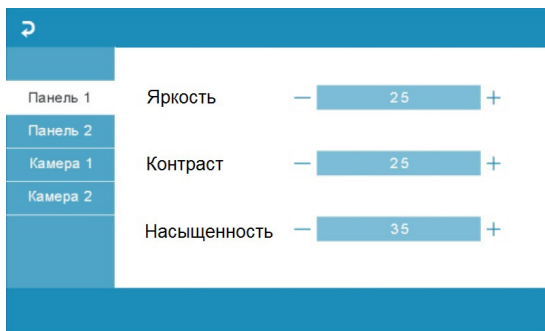 Панель 1
Панель 2
Камера 1
Камера 2
Яркость — 25 +
Контраст — 25 +
Насыщенность — 35 +